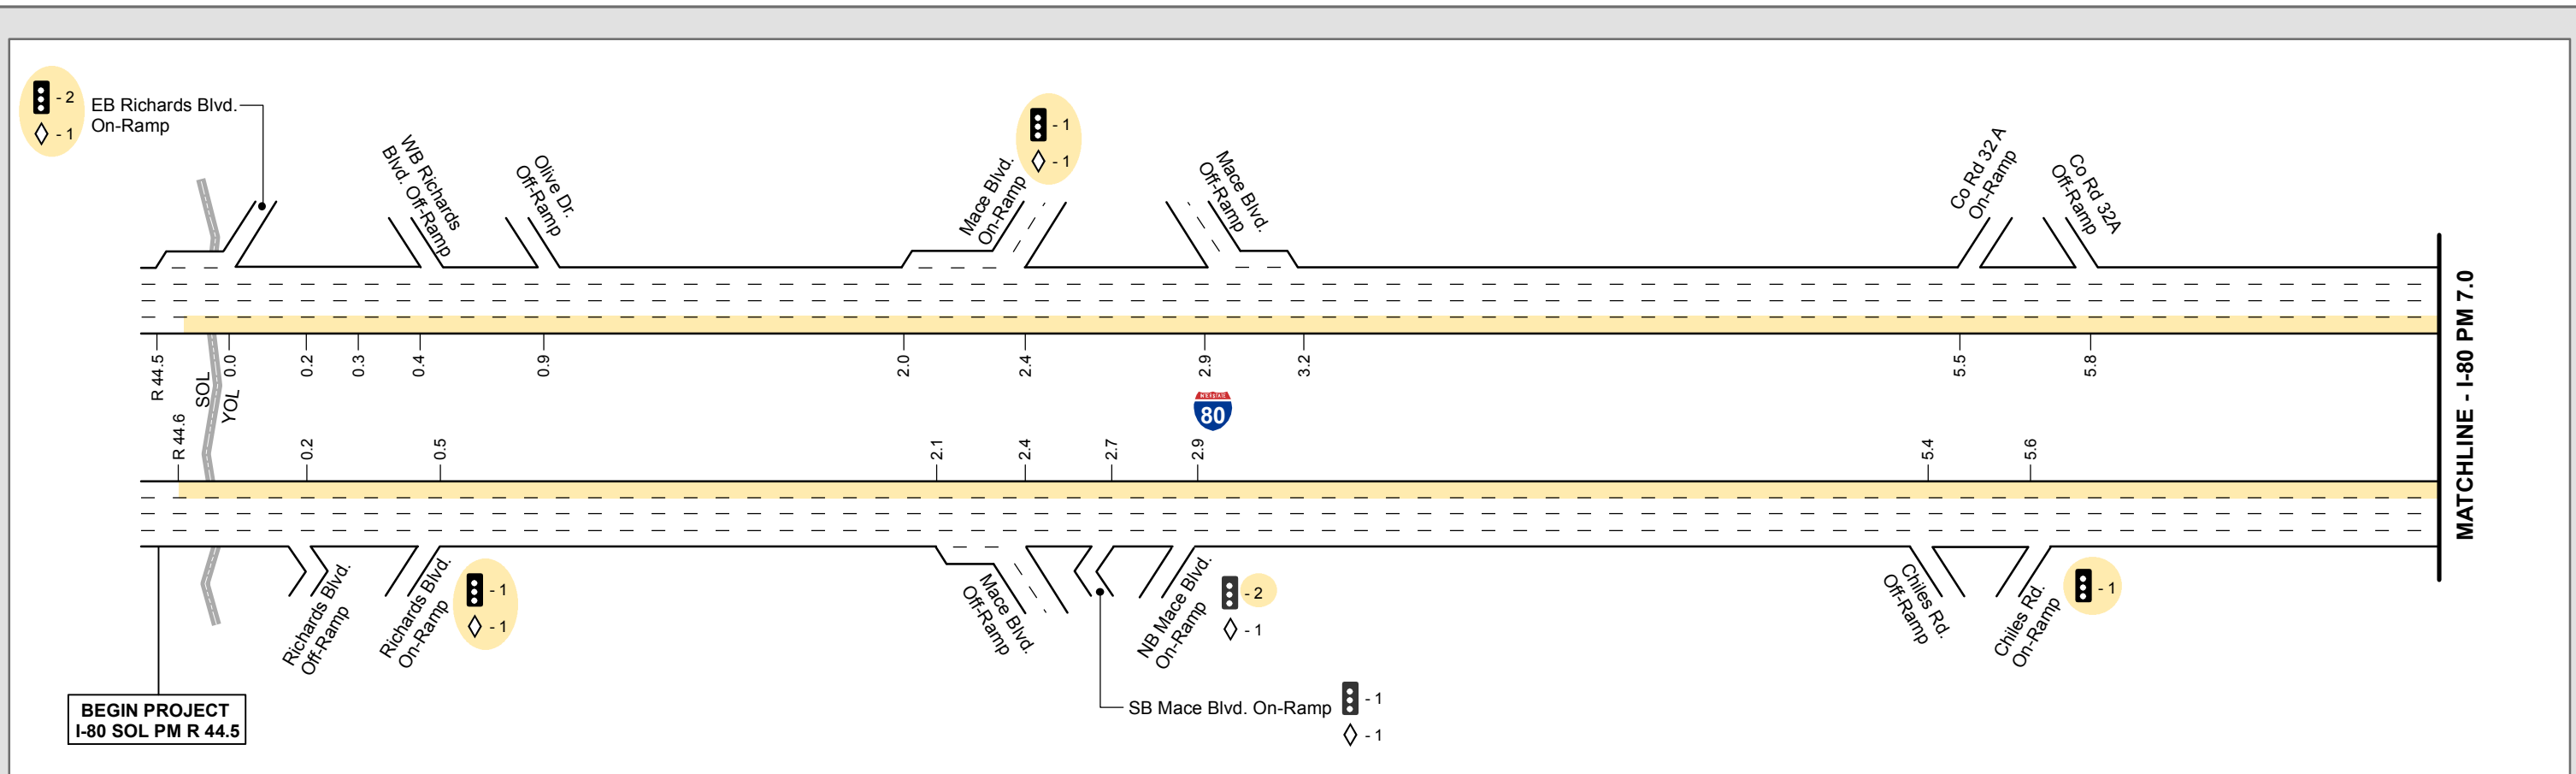 - 2
- 1
EB Richards Blvd.
On-Ramp
WB Richards
Blvd. Off-Ramp
Olive Dr.
Off-Ramp
Mace Blvd.
On-Ramp
- 1
- 1
Mace Blvd.
Off-Ramp
Co Rd 32 A
On-Ramp
Co Rd 32A
Off-Ramp
R 44.5
0.0
0.2
0.3
0.4
0.9
2.0
2.4
2.9
3.2
5.5
5.8
SOL
YOL
INTERSTATE
80
MATCHLINE - I-80 PM 7.0
R 44.6
0.2
0.5
2.1
2.4
2.7
2.9
5.4
5.6
Richards Blvd.
Off-Ramp
Richards Blvd.
On-Ramp
- 1
- 1
Mace Blvd.
Off-Ramp
NB Mace Blvd.
On-Ramp
- 2
- 1
SB Mace Blvd. On-Ramp
- 1
- 1
Chiles Rd.
Off-Ramp
Chiles Rd.
On-Ramp
- 1
BEGIN PROJECT
I-80 SOL PM R 44.5